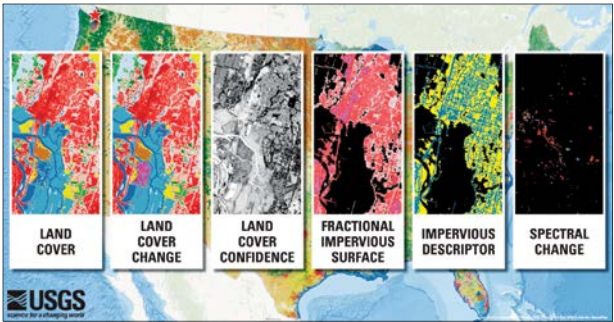 LAND
COVER
LAND
COVER
CHANGE
LAND
COVER
CONFIDENCE
FRACTIONAL
IMPERVIOUS
SURFACE
IMPERVIOUS
DESCRIPTOR
SPECTRAL
CHANGE
USGS
science for a changing world